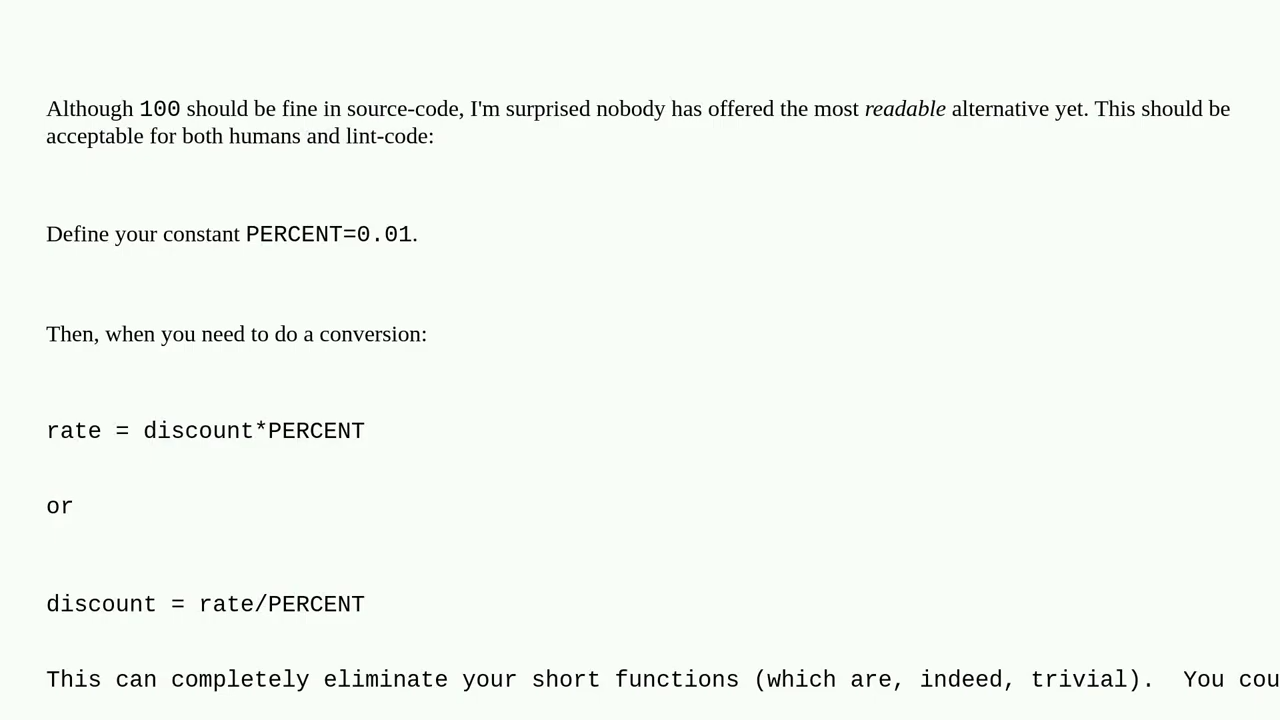 Although 100 should be fine in source-code, I'm surprised nobody has offered the most readable alternative yet. This should be
acceptable for both humans and lint-code:
Define your constant PERCENT=0.01.
Then, when you need to do a conversion:
rate = discount*PERCENT
or
discount = rate/PERCENT
This can completely eliminate your short functions (which are, indeed, trivial).  You